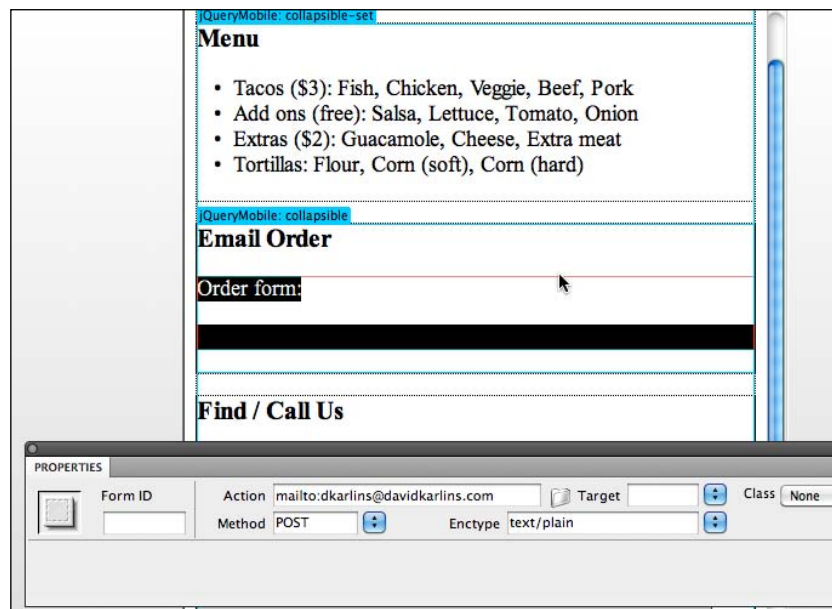 jQueryMobile: collapsible-set
Menu
• Tacos ($3): Fish, Chicken, Veggie, Beef, Pork
• Add ons (free): Salsa, Lettuce, Tomato, Onion
• Extras ($2): Guacamole, Cheese, Extra meat
• Tortillas: Flour, Corn (soft), Corn (hard)
jQueryMobile: collapsible
Email Order
Order form:
Find / Call Us
PROPERTIES
Form ID Action mailto:dkarlins@davidkarlins.com Target Class None
Method POST Enctype text/plain